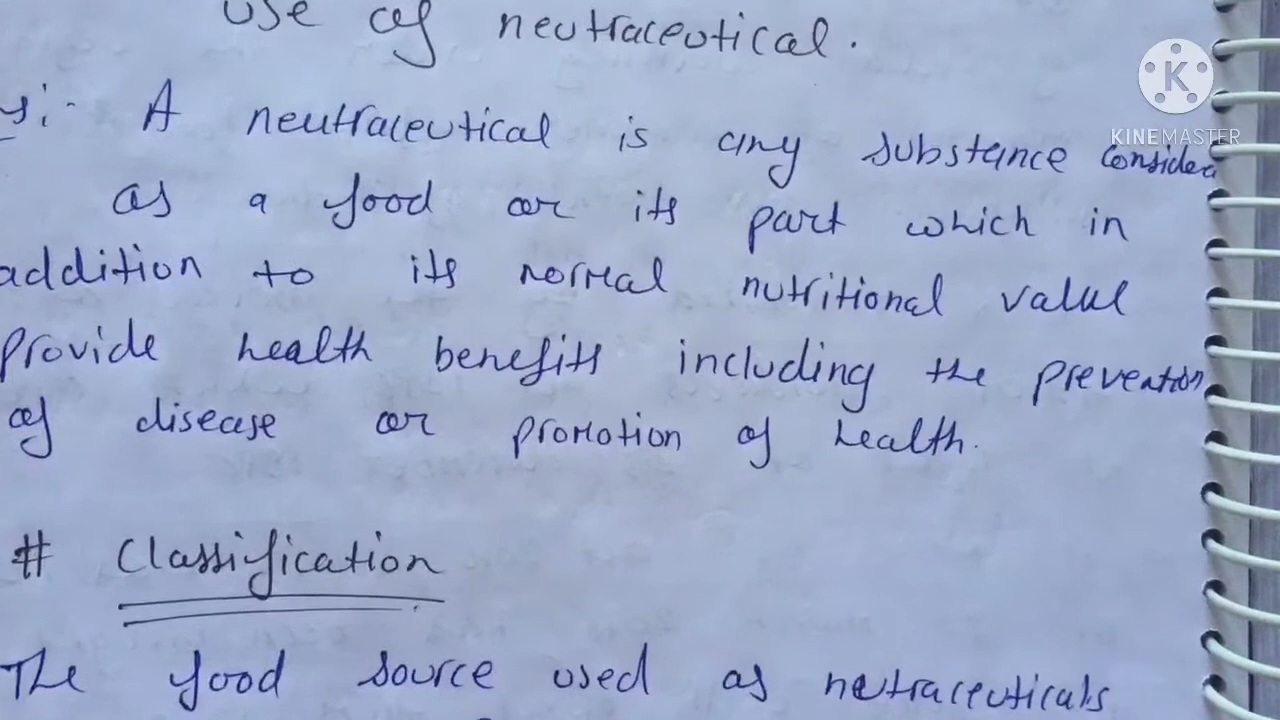 use of neutraceutical.
A neutraceutical is any substance consider
as a food or its part which in
addition to its normal nutritional value
provide health benefits including the prevention
of disease or promotion of health.
# Classification
The food source used as neutraceuticals
K
KINEMASTER